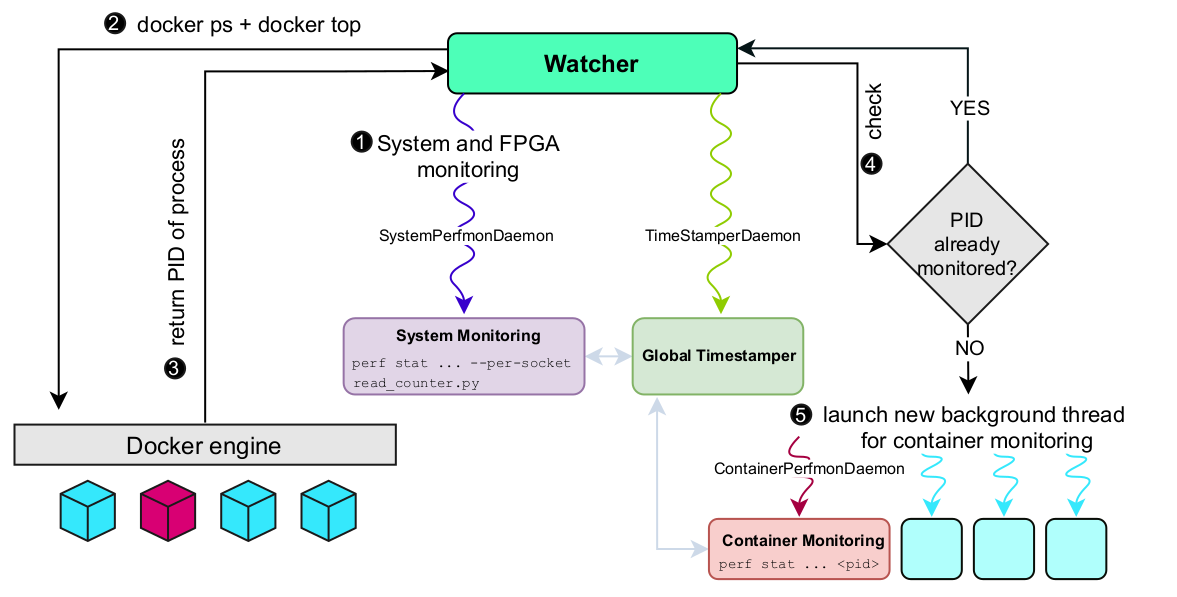 ❷ docker ps + docker top
Watcher
❶ System and FPGA
monitoring
❸ return PID of process
❹ check
YES
PID
already
monitored?
NO
SystemPerfmonDaemon
TimeStamperDaemon
System Monitoring
perf stat ... --per-socket
read_counter.py
Global Timestamper
❺ launch new background thread
for container monitoring
Docker engine
ContainerPerfmonDaemon
Container Monitoring
perf stat ... <pid>